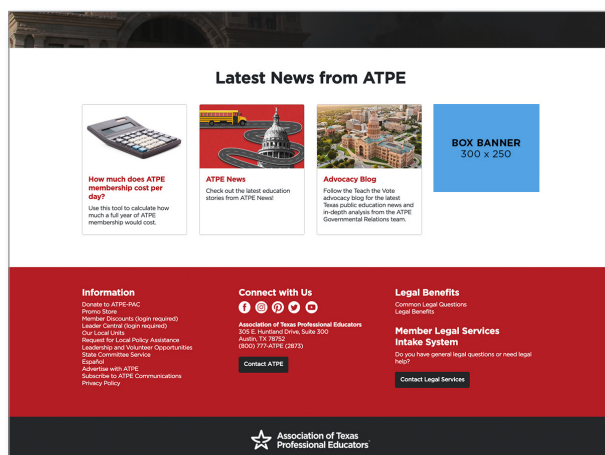 Latest News from ATPE
How much does ATPE
membership cost per
day?
Use this tool to calculate how
much a full year of ATPE
membership would cost.
ATPE News
Check out the latest education
stories from ATPE News!
Advocacy Blog
Follow the Teach the Vote
advocacy blog for the latest
Texas public education news and
in-depth analysis from the ATPE
Governmental Relations team.
BOX BANNER
300 x 250
Information
Donate to ATPE-PAC
Promo Store
Member Discounts (login required)
Leader Central (login required)
Our Local Units
Request for Local Policy Assistance
Leadership and Volunteer Opportunities
State Committee Service
Español
Advertise with ATPE
Subscribe to ATPE Communications
Privacy Policy
Connect with Us
Association of Texas Professional Educators
305 E. Huntland Drive, Suite 300
Austin, TX 78752
(800) 777-ATPE (2873)
Contact ATPE
Legal Benefits
Common Legal Questions
Legal Benefits
Member Legal Services
Intake System
Do you have general legal questions or need legal
help?
Contact Legal Services
Association of Texas
Professional Educators